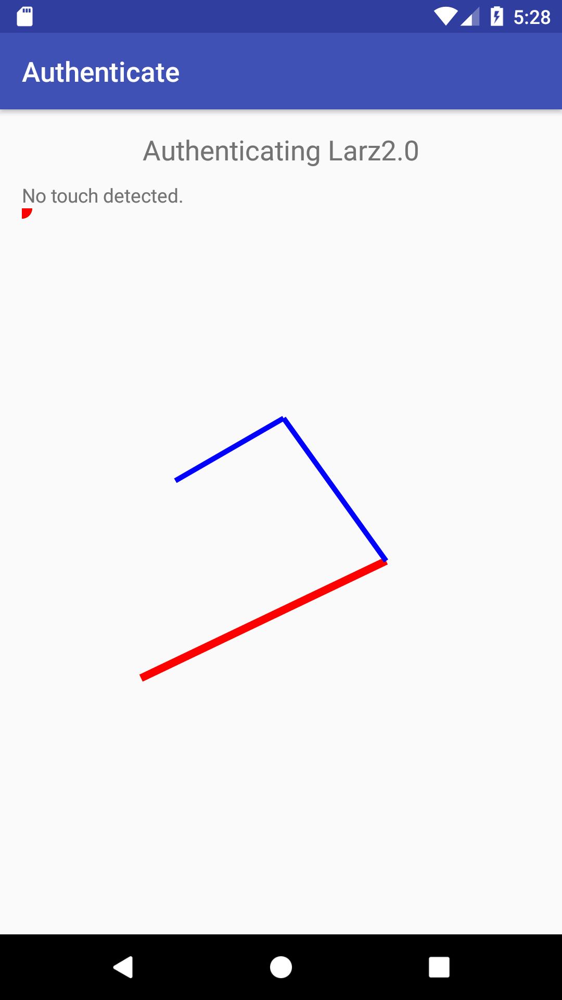 5:28
Authenticate
Authenticating Larz2.0
No touch detected.